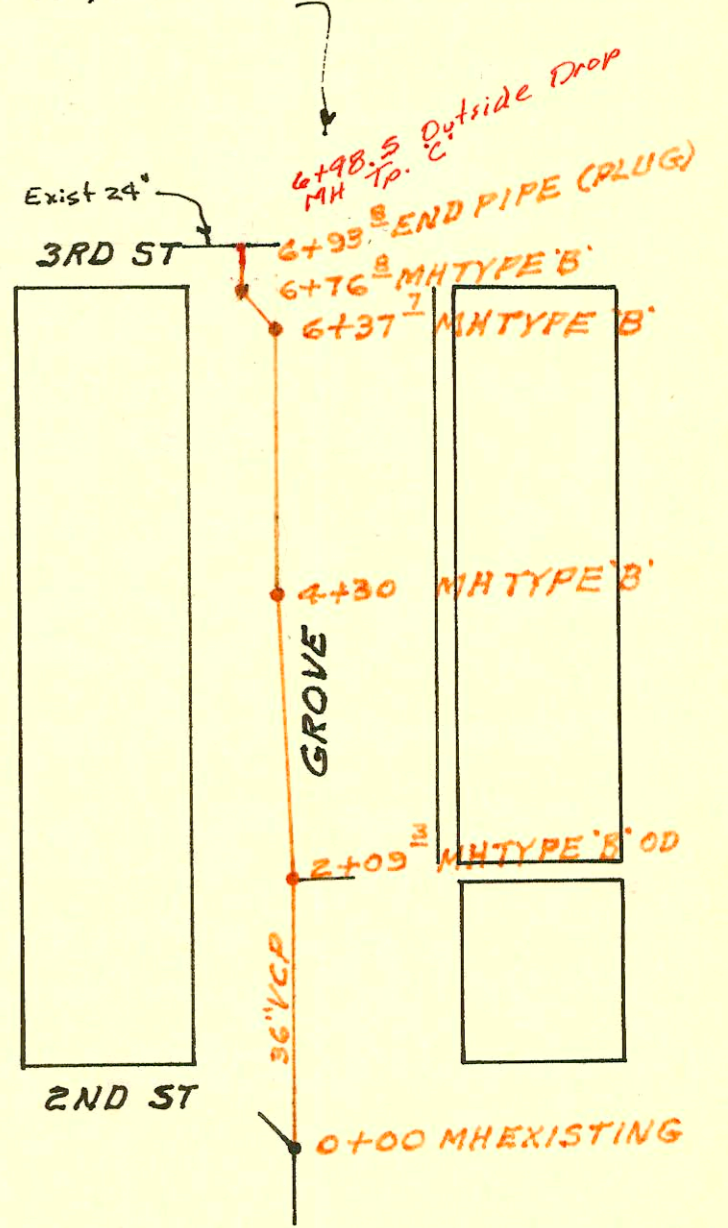 6+98.5 Outside Drop
MH Tp. 'C'
Exist 24"
6+93 8 END PIPE (PLUG)
3RD ST
6+76 8 MH TYPE 'B'
6+37 7 MH TYPE 'B'
4+30 MH TYPE 'B'
GROVE
2+09 13 MH TYPE 'B' OD
36" VCP
2ND ST
0+00 MH EXISTING